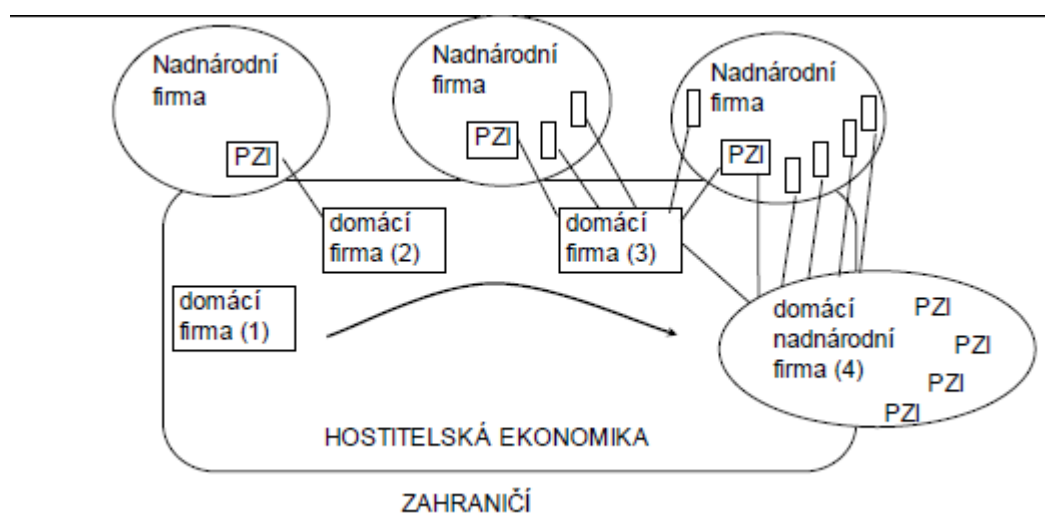 Nadnárodní
firma
PZI
Nadnárodní
firma
PZI
Nadnárodní
firma
PZI
domácí
firma (2)
domácí
firma (3)
domácí
firma (1)
domácí
nadnárodní
firma (4)
PZI
PZI
PZI
PZI
HOSTITELSKÁ EKONOMIKA
ZAHRANIČÍ